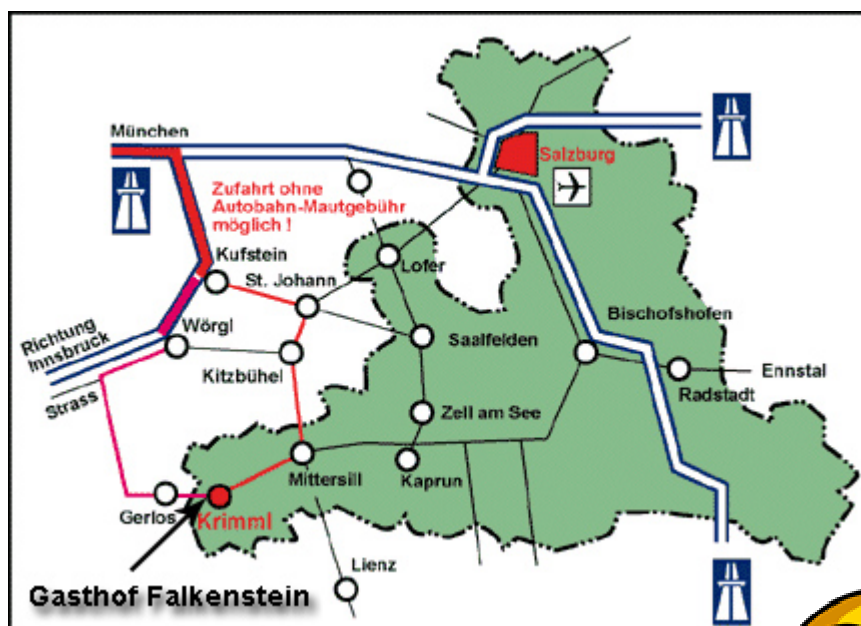 München
Salzburg
Zufahrt ohne
Autobahn-Mautgebühr
möglich !
Kufstein
St. Johann
Lofer
Bischofshofen
Wörgl
Saalfelden
Richtung
Innsbruck
Kitzbühel
Ennstal
Radstadt
Strass
Zell am See
Mittersill
Kaprun
Gerlos
Krimml
Lienz
Gasthof Falkenstein